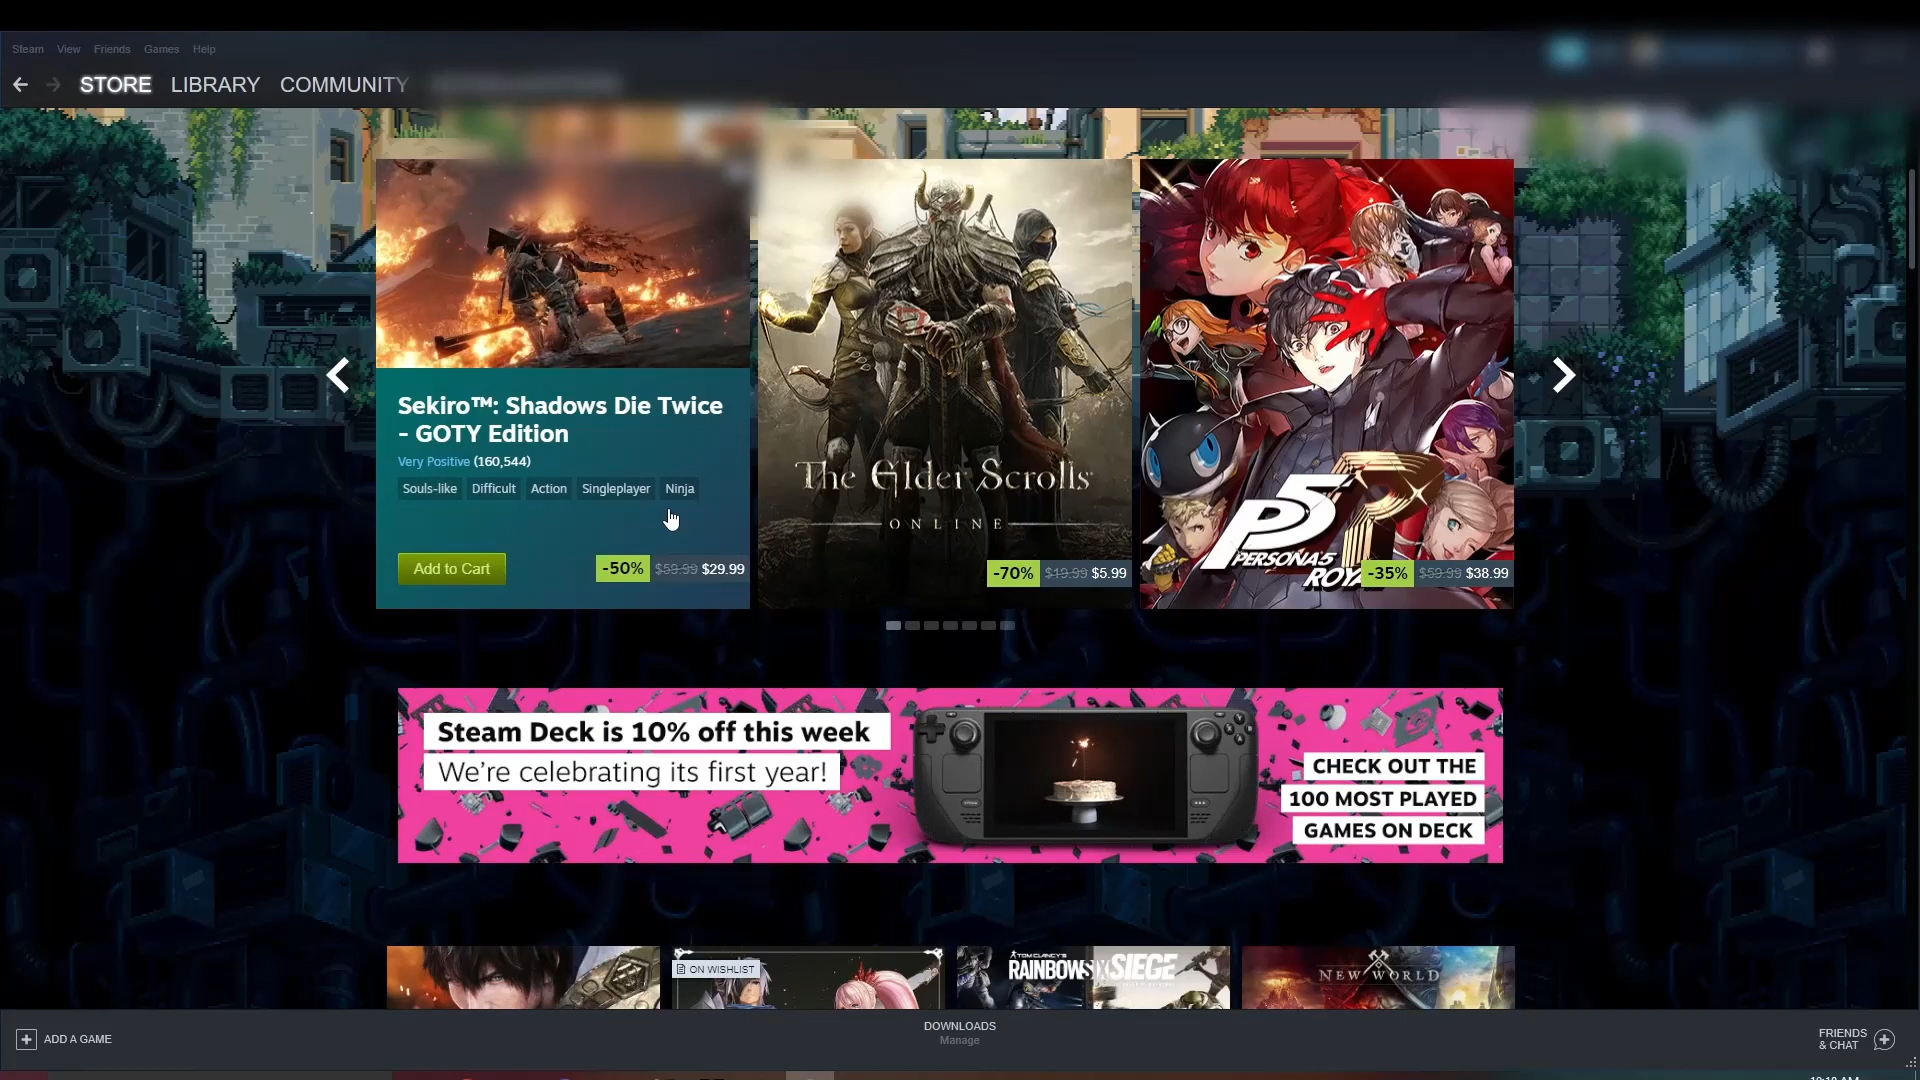 Steam View Friends Games Help
STORE LIBRARY COMMUNITY
Sekiro™: Shadows Die Twice
- GOTY Edition
Very Positive (160,544)
Souls-like Difficult Action Singleplayer Ninja
Add to Cart
-50% $59.99 $29.99
The Elder Scrolls
ONLINE
-70% $19.99 $5.99
P5R
PERSONA5
ROYAL
-35% $59.99 $38.99
Steam Deck is 10% off this week
We're celebrating its first year!
CHECK OUT THE
100 MOST PLAYED
GAMES ON DECK
ON WISHLIST
TOM CLANCY'S
RAINBOW SIX SIEGE
NEW WORLD
ADD A GAME
DOWNLOADS
Manage
FRIENDS
& CHAT